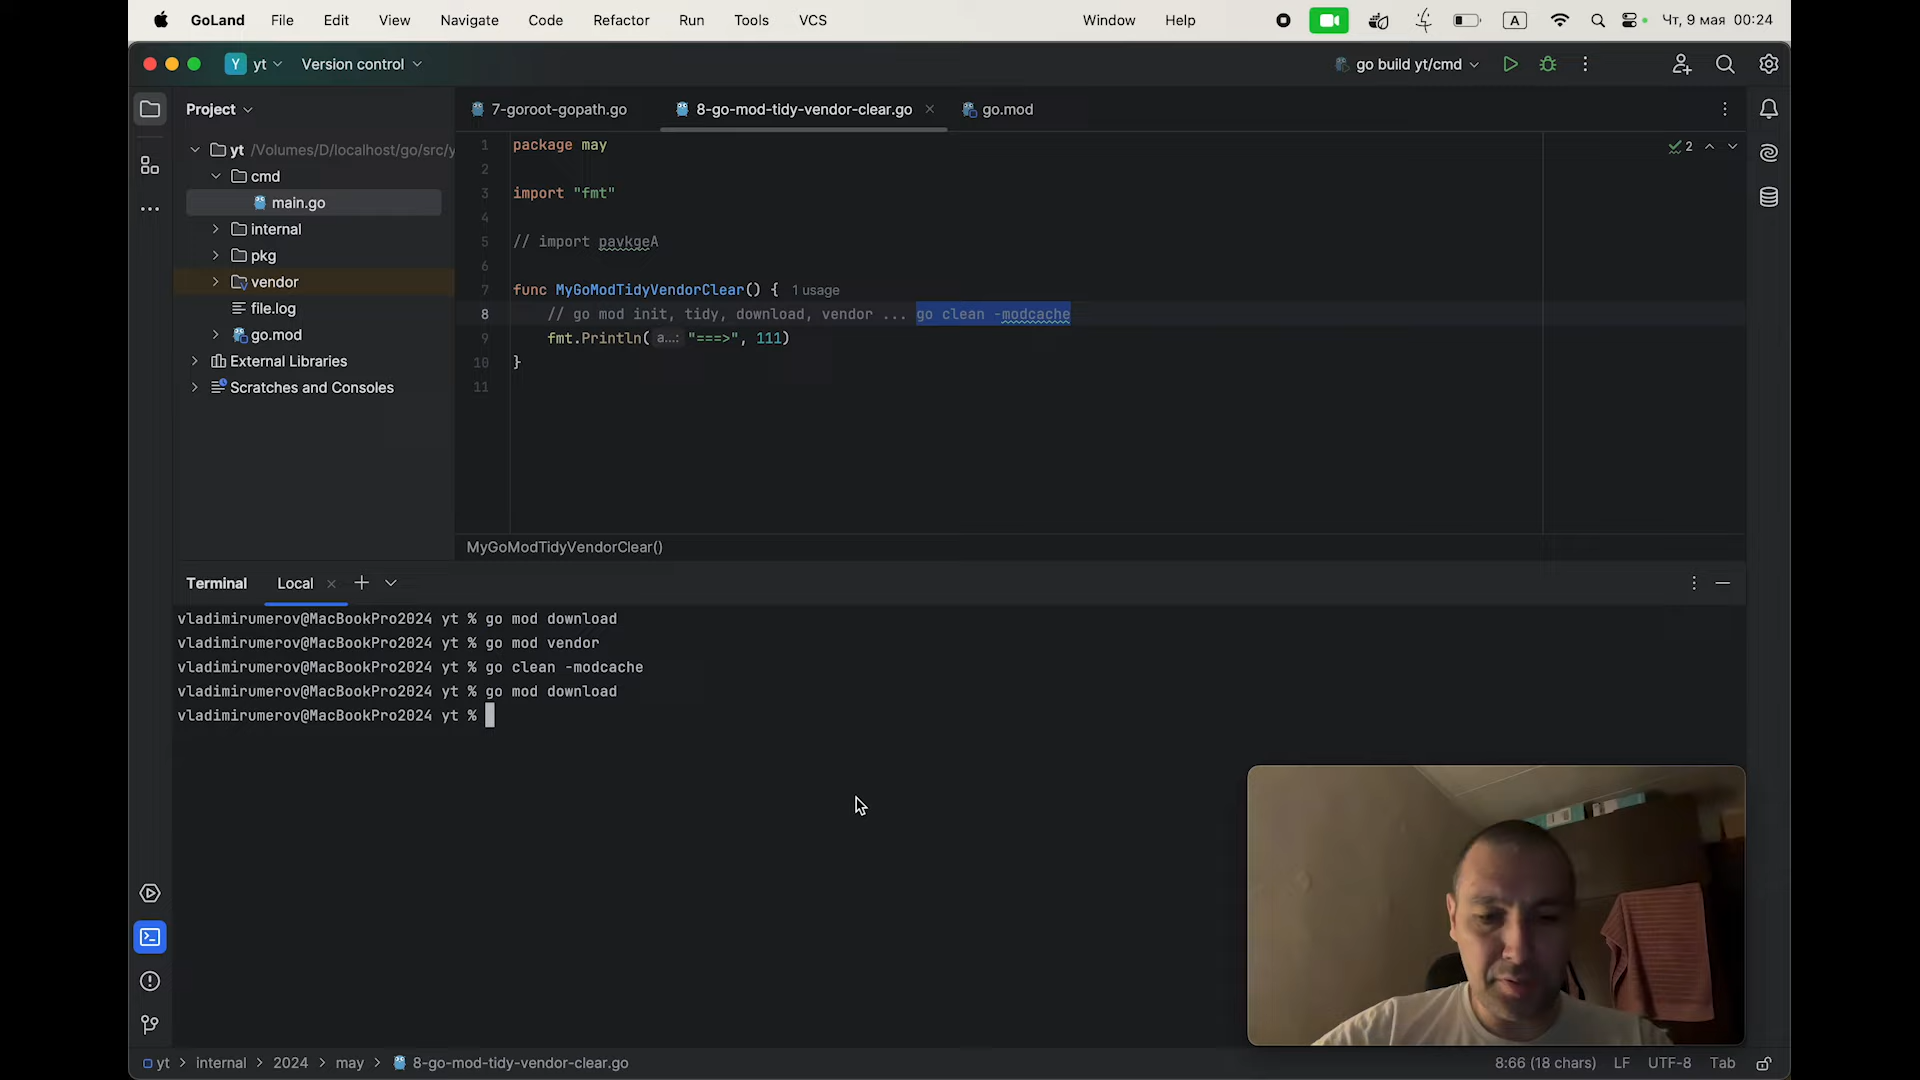 GoLand File Edit View Navigate Code Refactor Run Tools VCS Window Help A Чт, 9 мая 00:24
Y yt Version control go build yt/cmd
Project
7-goroot-gopath.go 8-go-mod-tidy-vendor-clear.go go.mod
yt /Volumes/D/localhost/go/src/y
cmd
main.go
internal
pkg
vendor
file.log
go.mod
External Libraries
Scratches and Consoles
1 package may
2
3 import "fmt"
4
5 // import pavkgeA
6
7 func MyGoModTidyVendorClear() { 1 usage
8 // go mod init, tidy, download, vendor ... go clean -modcache
9 fmt.Println( a...: "===>", 111)
10 }
11
2
MyGoModTidyVendorClear()
Terminal Local
vladimirumerov@MacBookPro2024 yt % go mod download
vladimirumerov@MacBookPro2024 yt % go mod vendor
vladimirumerov@MacBookPro2024 yt % go clean -modcache
vladimirumerov@MacBookPro2024 yt % go mod download
vladimirumerov@MacBookPro2024 yt %
yt > internal > 2024 > may > 8-go-mod-tidy-vendor-clear.go
8:66 (18 chars) LF UTF-8 Tab